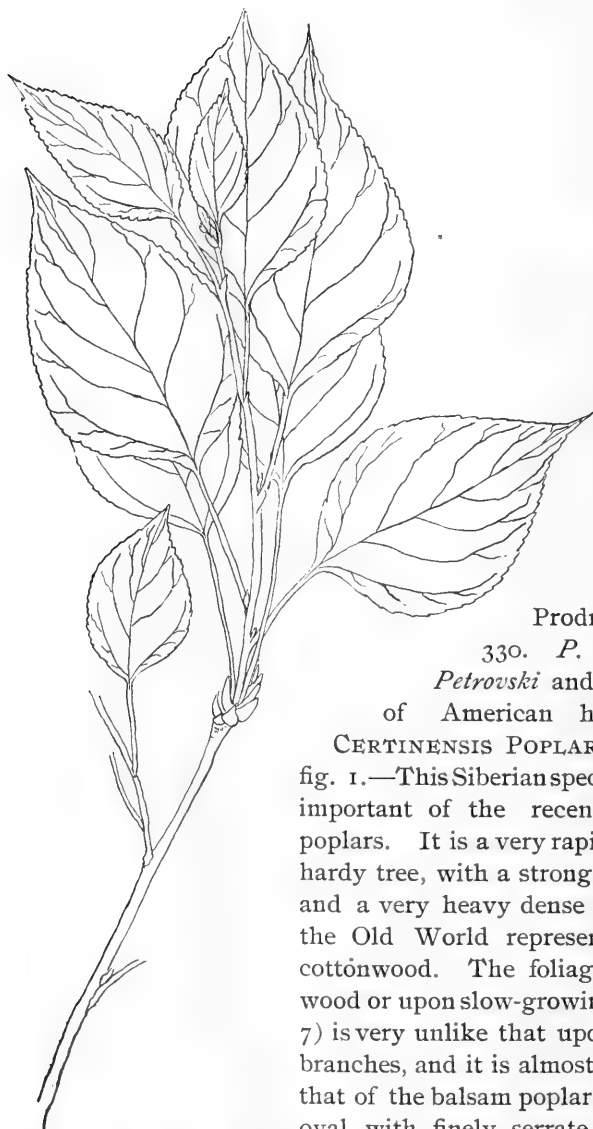 Prodr
330. P.
Petrovski and
of American h
CERTINENSIS POPLAR
fig. 1.—This Siberian spec
important of the recen
poplars. It is a very rapi
hardy tree, with a strong
and a very heavy dense
the Old World represer
cottonwood. The foliag
wood or upon slow-growi
7) is very unlike that upo
branches, and it is almost
that of the balsam poplar
oval, with finely serrate